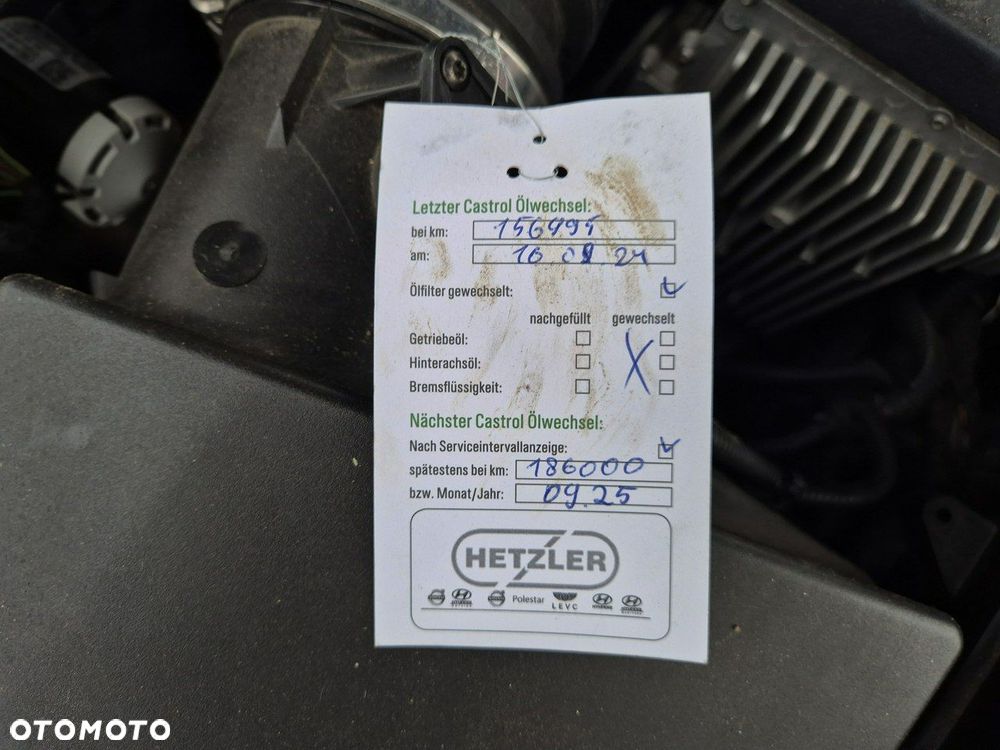 Letzter Castrol Ölwechsel:
bei km: 156495
am: 16.09.24
Ölfilter gewechselt:
nachgefüllt gewechselt
Getriebeöl:
Hinterachsöl:
Bremsflüssigkeit:
Nächster Castrol Ölwechsel:
Nach Serviceintervallanzeige:
spätestens bei km: 186000
bzw. Monat/Jahr: 09.25
HETZLER
Polestar
LEVC
OTOMOTO